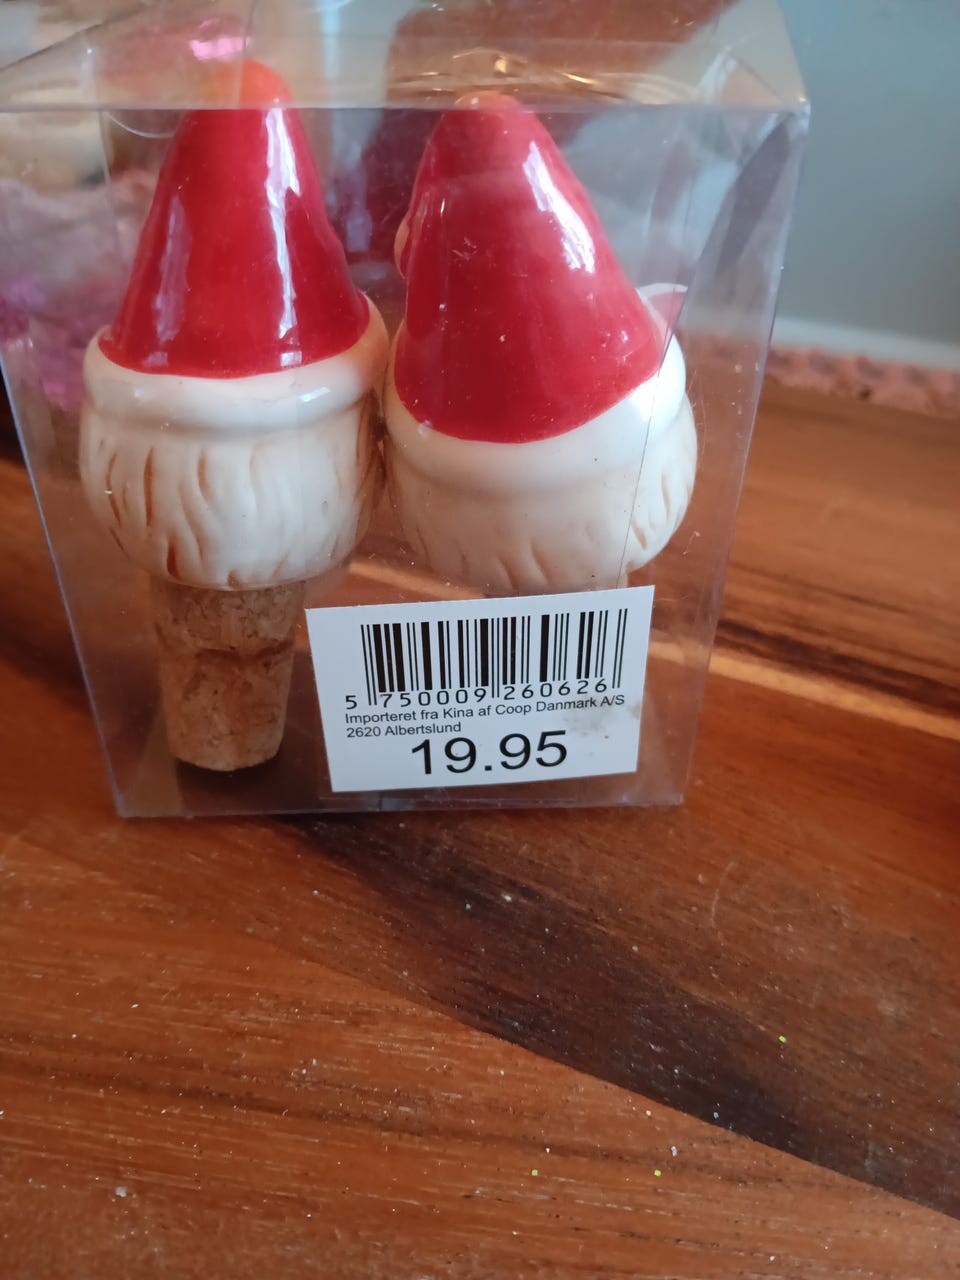 5 750009 260626
Importeret fra Kina af Coop Danmark A/S
2620 Albertslund
19.95